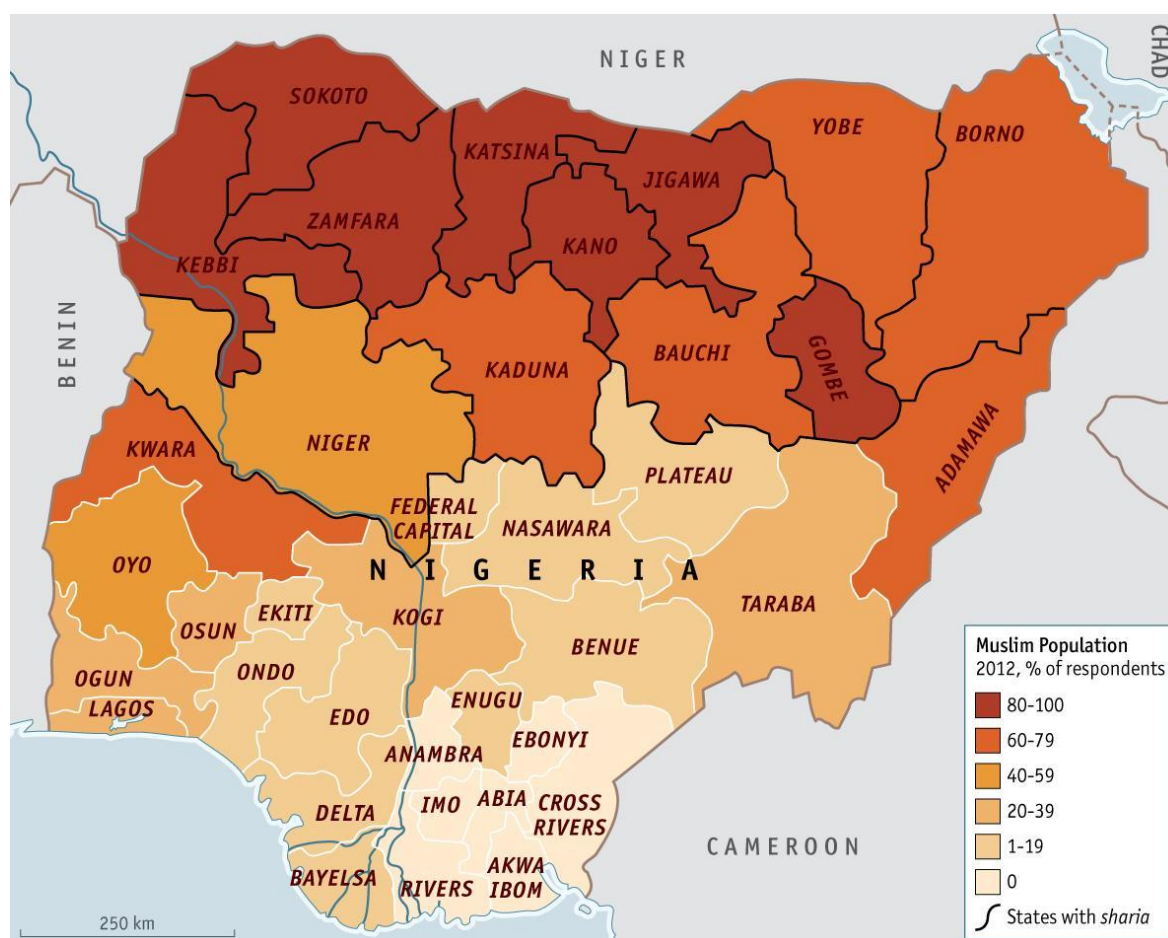 NIGER
CHAD
SOKOTO
KATSINA
YOBE
BORNO
JIGAWA
ZAMFARA
KANO
KEBBI
BENIN
KADUNA
BAUCHI
GOMBE
ADAMAWA
KWARA
NIGER
PLATEAU
FEDERAL
CAPITAL
NASAWARA
NIGERIA
OYO
TARABA
OSUN
EKITI
KOGI
BENUE
OGUN
LAGOS
ONDO
EDO
ENUGU
ANAMBRA
EBONYI
IMO
ABIA
CROSS
RIVERS
DELTA
BAYELSA
RIVERS
AKWA
IBOM
CAMEROON
250 km
Muslim Population
2012, % of respondents
80-100
60-79
40-59
20-39
1-19
0
States with sharia